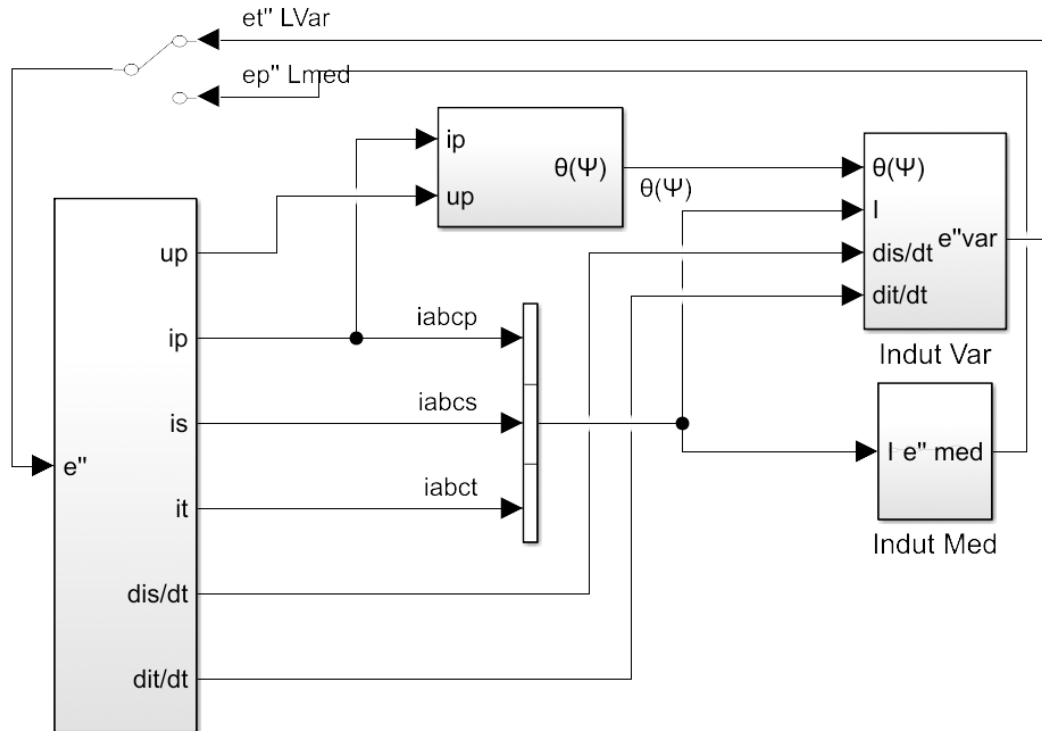 et'' LVar
ep'' Lmed
ip
up
θ(Ψ)
θ(Ψ)
θ(Ψ)
I
dis/dt
dit/dt
e''var
Indut Var
up
ip
is
it
dis/dt
dit/dt
e''
iabcp
iabcs
iabct
I e'' med
Indut Med